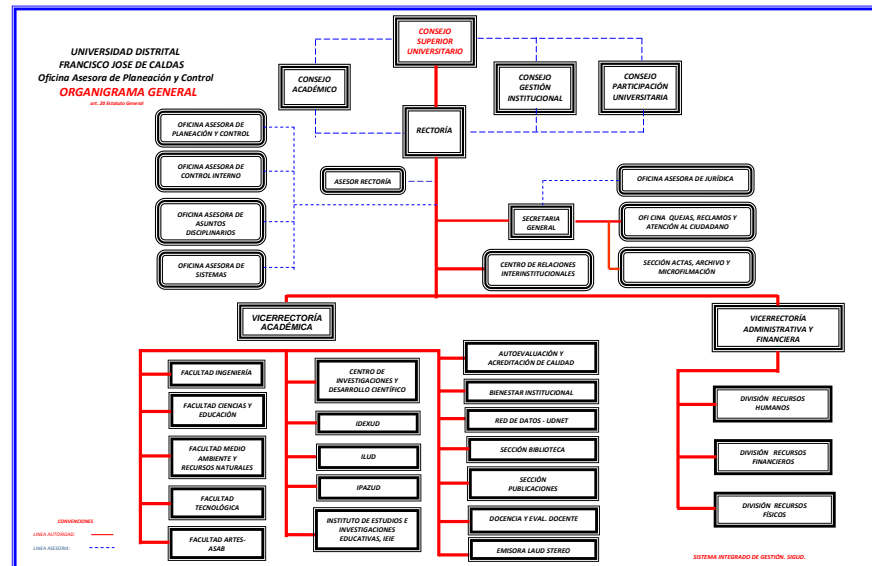 UNIVERSIDAD DISTRITAL
FRANCISCO JOSE DE CALDAS
Oficina Asesora de Planeación y Control
ORGANIGRAMA GENERAL
art. 20 Estatuto General
CONSEJO
SUPERIOR
UNIVERSITARIO
CONSEJO
ACADÉMICO
CONSEJO
GESTIÓN
INSTITUCIONAL
CONSEJO
PARTICIPACIÓN
UNIVERSITARIA
RECTORÍA
OFICINA ASESORA DE
PLANEACIÓN Y CONTROL
OFICINA ASESORA DE
CONTROL INTERNO
OFICINA ASESORA DE
ASUNTOS
DISCIPLINARIOS
OFICINA ASESORA DE
SISTEMAS
ASESOR RECTORÍA
OFICINA ASESORA DE JURÍDICA
SECRETARIA
GENERAL
OFI CINA QUEJAS, RECLAMOS Y
ATENCIÓN AL CIUDADANO
CENTRO DE RELACIONES
INTERINSTITUCIONALES
SECCIÓN ACTAS, ARCHIVO Y
MICROFILMACIÓN
VICERRECTORÍA
ACADÉMICA
VICERRECTORÍA
ADMINISTRATIVA Y
FINANCIERA
FACULTAD INGENIERÍA
FACULTAD CIENCIAS Y
EDUCACIÓN
FACULTAD MEDIO
AMBIENTE Y
RECURSOS NATURALES
FACULTAD
TECNOLÓGICA
FACULTAD ARTES-
ASAB
CENTRO DE
INVESTIGACIONES Y
DESARROLLO CIENTÍFICO
IDEXUD
ILUD
IPAZUD
INSTITUTO DE ESTUDIOS E
INVESTIGACIONES
EDUCATIVAS, IEIE
AUTOEVALUACIÓN Y
ACREDITACIÓN DE CALIDAD
BIENESTAR INSTITUCIONAL
RED DE DATOS - UDNET
SECCIÓN BIBLIOTECA
SECCIÓN
PUBLICACIONES
DOCENCIA Y EVAL. DOCENTE
EMISORA LAUD STEREO
DIVISIÓN RECURSOS
HUMANOS
DIVISIÓN RECURSOS
FINANCIEROS
DIVISIÓN RECURSOS
FÍSICOS
CONVENCIONES
LINEA AUTORIDAD:
LINEA ASESORIA:
SISTEMA INTEGRADO DE GESTIÓN. SIGUD.